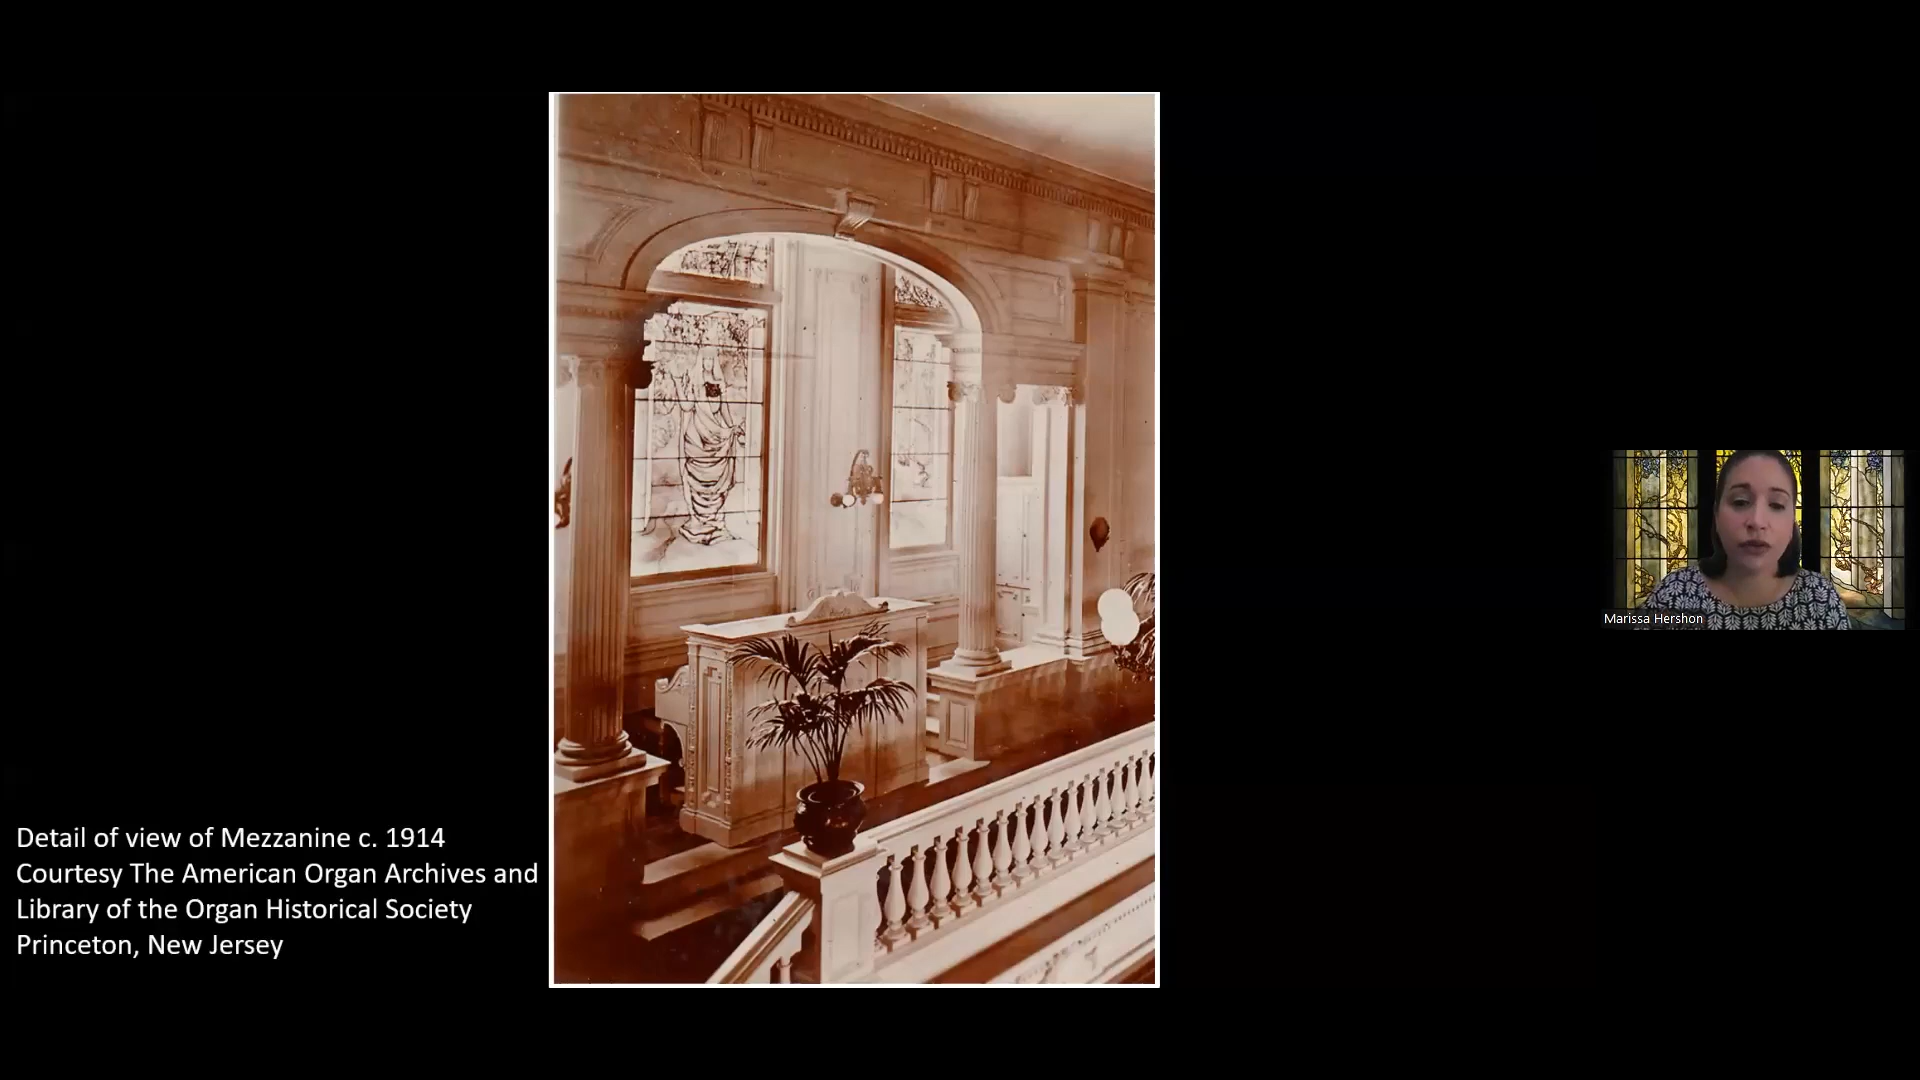 Detail of view of Mezzanine c. 1914
Courtesy The American Organ Archives and
Library of the Organ Historical Society
Princeton, New Jersey
Marissa Hershon